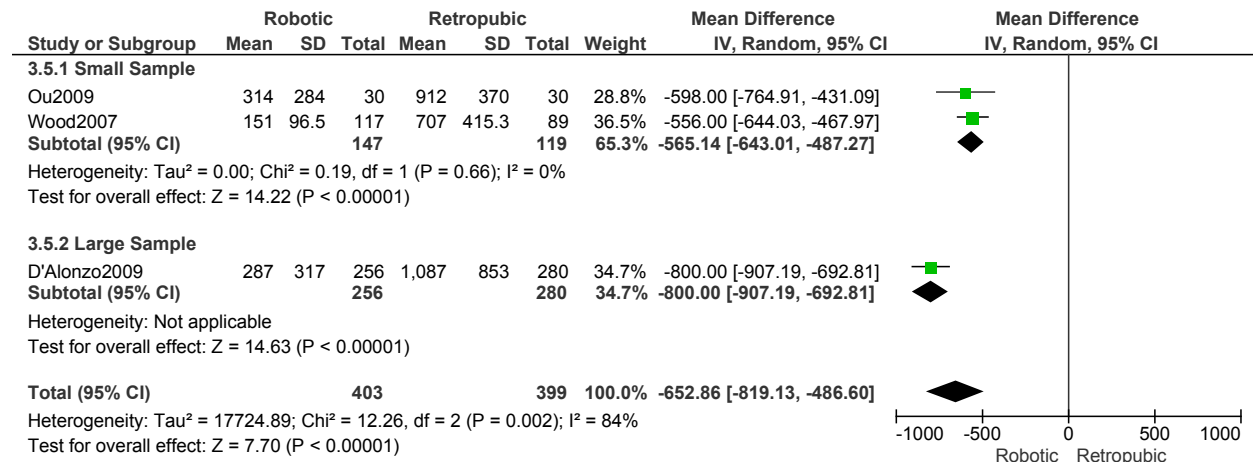 Robotic Retropubic Mean Difference Mean Difference
Study or Subgroup Mean SD Total Mean SD Total Weight IV, Random, 95% CI IV, Random, 95% CI
3.5.1 Small Sample
Ou2009 314 284 30 912 370 30 28.8% -598.00 [-764.91, -431.09]
Wood2007 151 96.5 117 707 415.3 89 36.5% -556.00 [-644.03, -467.97]
Subtotal (95% CI) 147 119 65.3% -565.14 [-643.01, -487.27]
Heterogeneity: Tau² = 0.00; Chi² = 0.19, df = 1 (P = 0.66); I² = 0%
Test for overall effect: Z = 14.22 (P < 0.00001)
3.5.2 Large Sample
D'Alonzo2009 287 317 256 1,087 853 280 34.7% -800.00 [-907.19, -692.81]
Subtotal (95% CI) 256 280 34.7% -800.00 [-907.19, -692.81]
Heterogeneity: Not applicable
Test for overall effect: Z = 14.63 (P < 0.00001)
Total (95% CI) 403 399 100.0% -652.86 [-819.13, -486.60]
Heterogeneity: Tau² = 17724.89; Chi² = 12.26, df = 2 (P = 0.002); I² = 84%
Test for overall effect: Z = 7.70 (P < 0.00001)
-1000 -500 0 500 1000
Robotic Retropubic